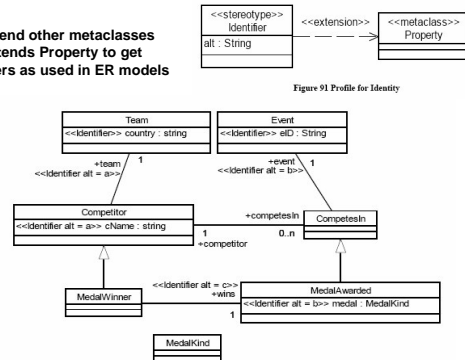 end other metaclasses
tends Property to get
ers as used in ER models
<<stereotype>>
Identifier
alt : String
<<extension>>
<<metaclass>>
Property
Figure 91 Profile for Identity
Team
<<Identifier>> country : string
Event
<<Identifier>> eID : String
+team
1
<<Identifier alt = a>>
+event
1
<<Identifier alt = b>>
Competitor
<<Identifier alt = a>> cName : string
1
+competitor
+competesIn
0..n
CompetesIn
MedalWinner
<<Identifier alt = c>>
+wins
1
MedalAwarded
<<Identifier alt = b>> medal : MedalKind
MedalKind